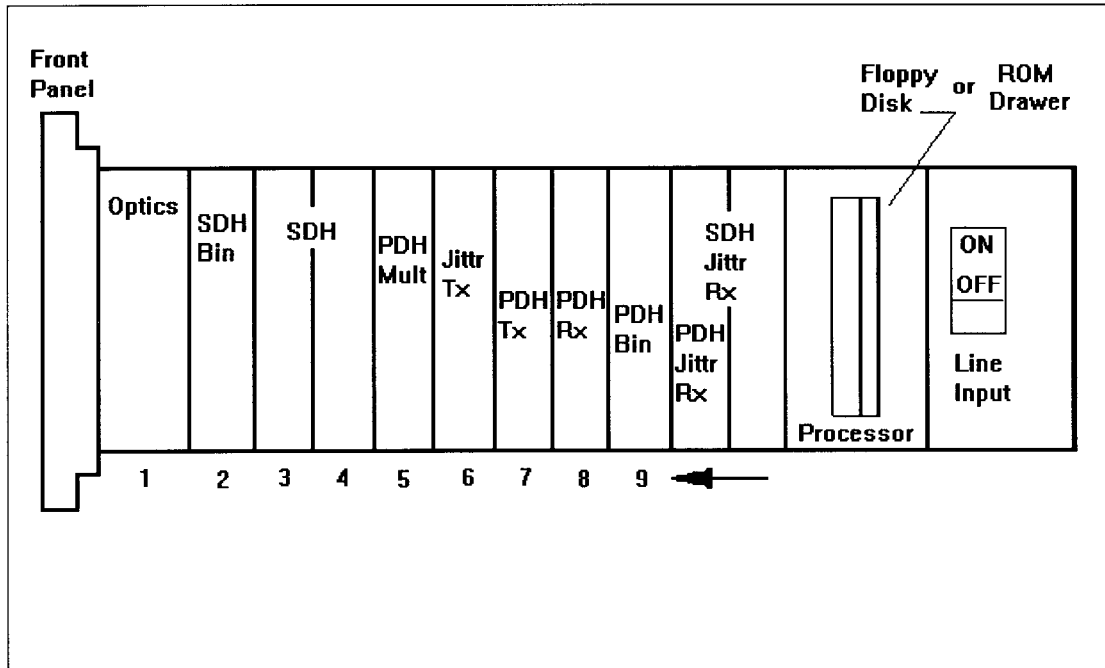 Front
Panel
Floppy
Disk
or
ROM
Drawer
Optics
SDH
Bin
SDH
PDH
Mult
Jittr
Tx
PDH
Tx
PDH
Rx
PDH
Bin
PDH
Jittr
Rx
SDH
Jittr
Rx
Processor
ON
OFF
Line
Input
1 2 3 4 5 6 7 8 9